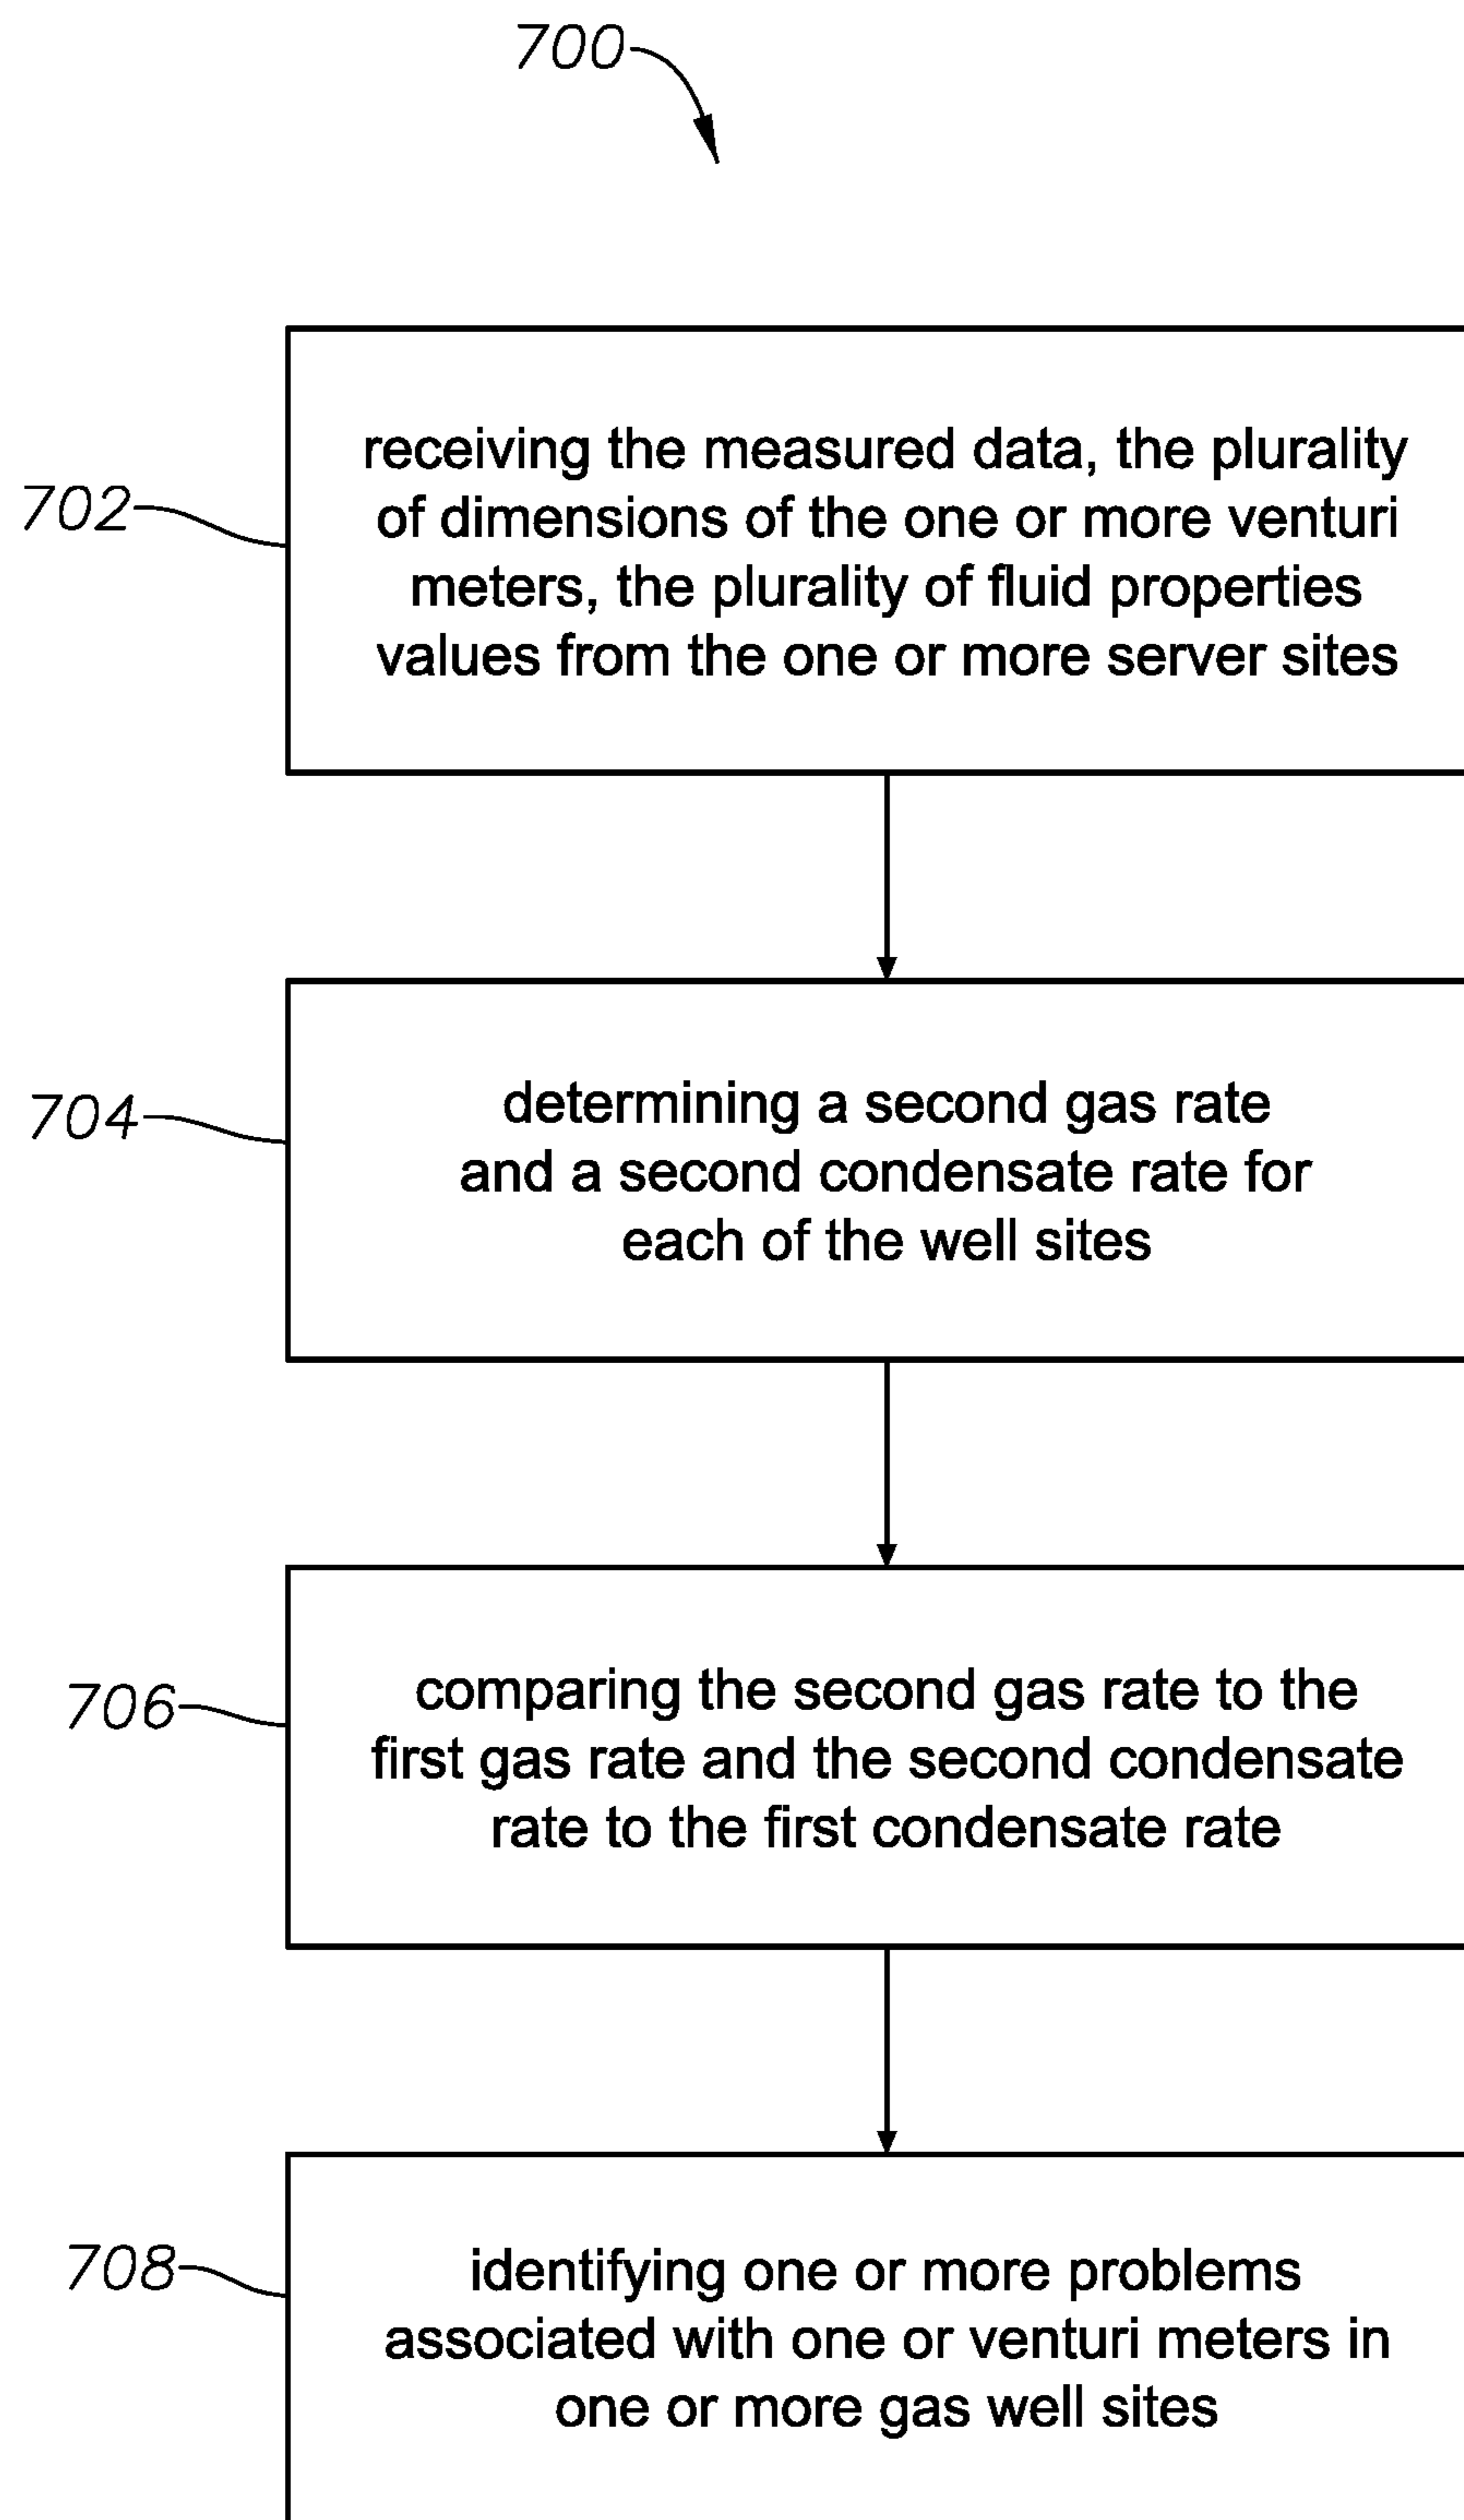 700
702
receiving the measured data, the plurality
of dimensions of the one or more venturi
meters, the plurality of fluid properties
values from the one or more server sites
704
determining a second gas rate
and a second condensate rate for
each of the well sites
706
comparing the second gas rate to the
first gas rate and the second condensate
rate to the first condensate rate
708
identifying one or more problems
associated with one or venturi meters in
one or more gas well sites